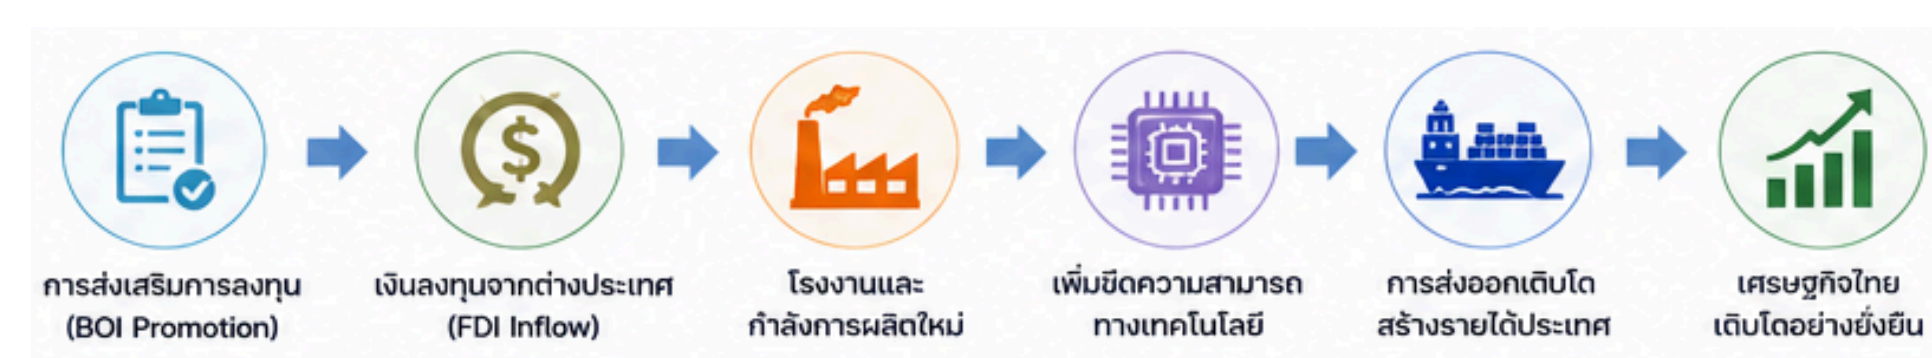 การส่งเสริมการลงทุน
(BOI Promotion)
เงินลงทุนจากต่างประเทศ
(FDI Inflow)
โรงงานและ
กำลังการผลิตใหม่
เพิ่มขีดความสามารถ
ทางเทคโนโลยี
การส่งออกเติบโต
สร้างรายได้ประเทศ
เศรษฐกิจไทย
เติบโตอย่างยั่งยืน